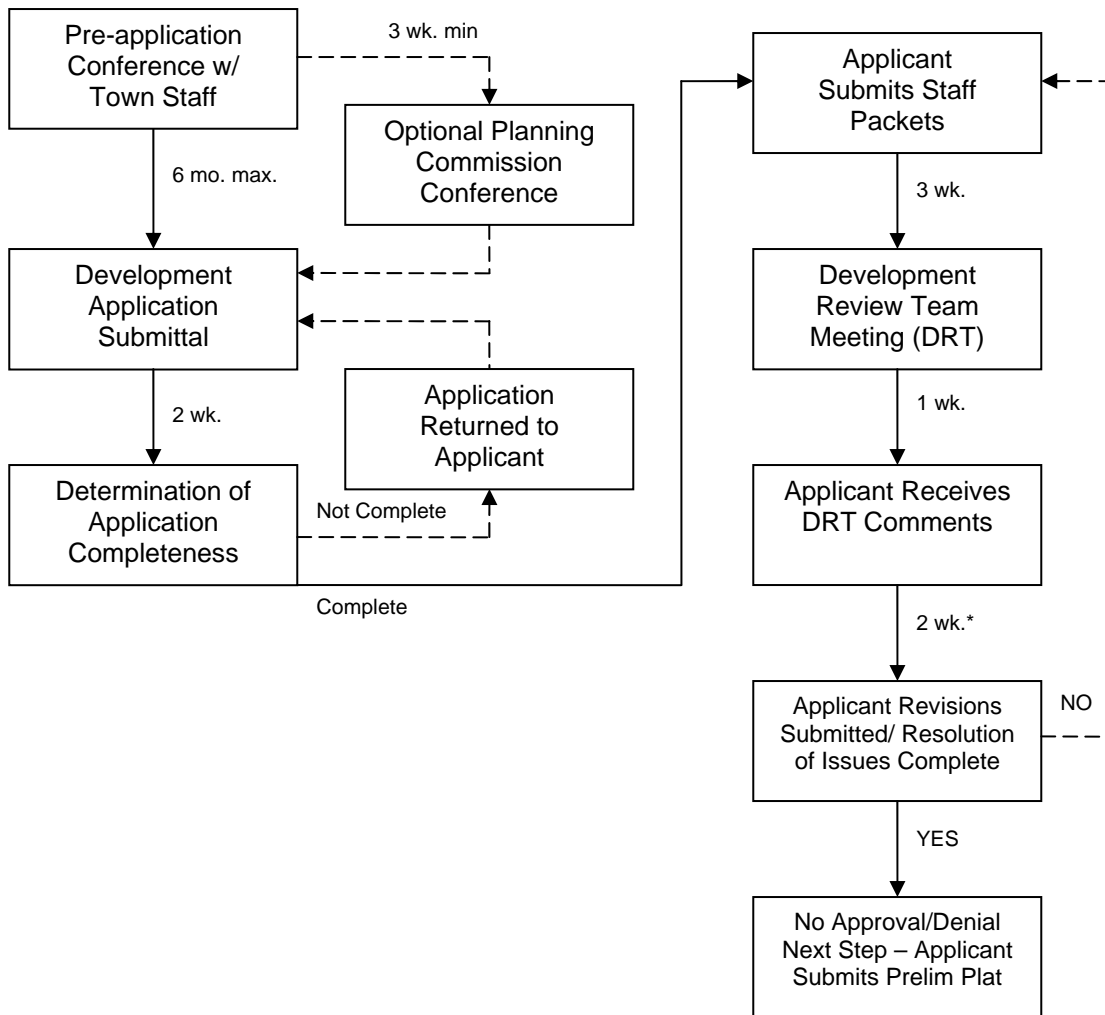 Pre-application
Conference w/
Town Staff
3 wk. min
Optional Planning
Commission
Conference
6 mo. max.
Development
Application
Submittal
2 wk.
Application
Returned to
Applicant
Determination of
Application
Completeness
Not Complete
Complete
Applicant
Submits Staff
Packets
3 wk.
Development
Review Team
Meeting (DRT)
1 wk.
Applicant Receives
DRT Comments
2 wk.*
Applicant Revisions
Submitted/ Resolution
of Issues Complete
NO
YES
No Approval/Denial
Next Step – Applicant
Submits Prelim Plat